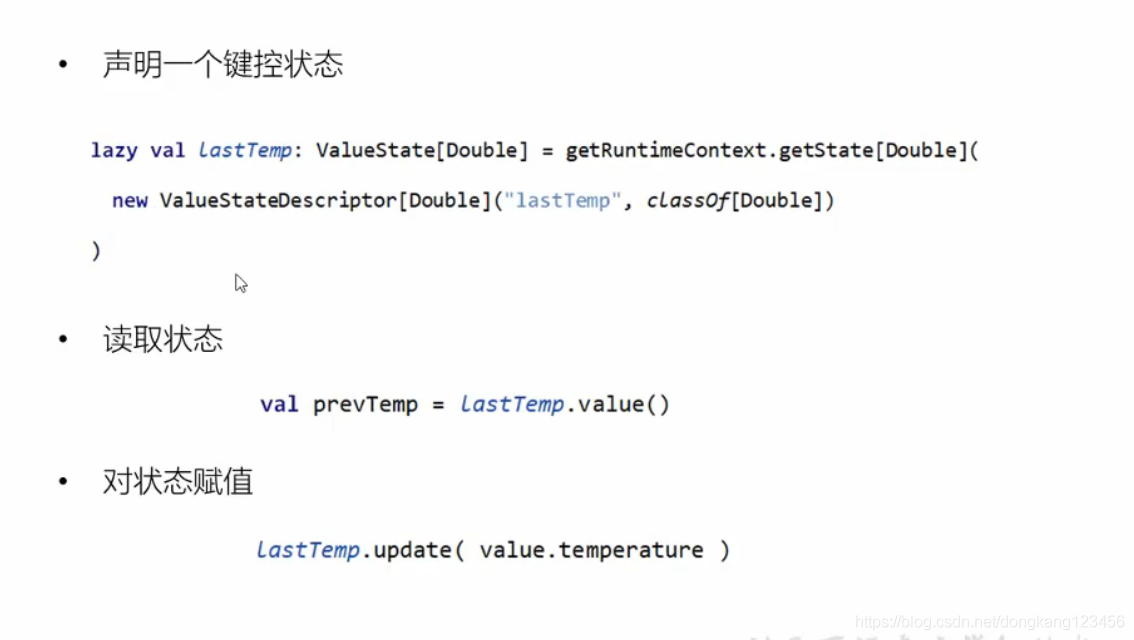 • 声明一个键控状态
lazy val lastTemp: ValueState[Double] = getRuntimeContext.getState[Double](
new ValueStateDescriptor[Double]("lastTemp", classOf[Double])
)
• 读取状态
val prevTemp = lastTemp.value()
• 对状态赋值
lastTemp.update( value.temperature )
https://blog.csdn.net/dongkang123456